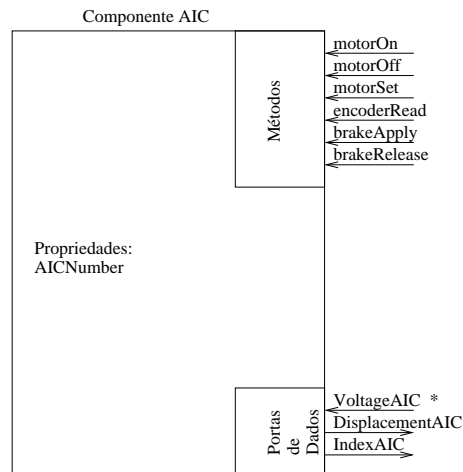 Componente AIC
motorOn
motorOff
motorSet
encoderRead
brakeApply
brakeRelease
Métodos
Propriedades:
AICNumber
Portas
de
Dados
VoltageAIC *
DisplacementAIC
IndexAIC